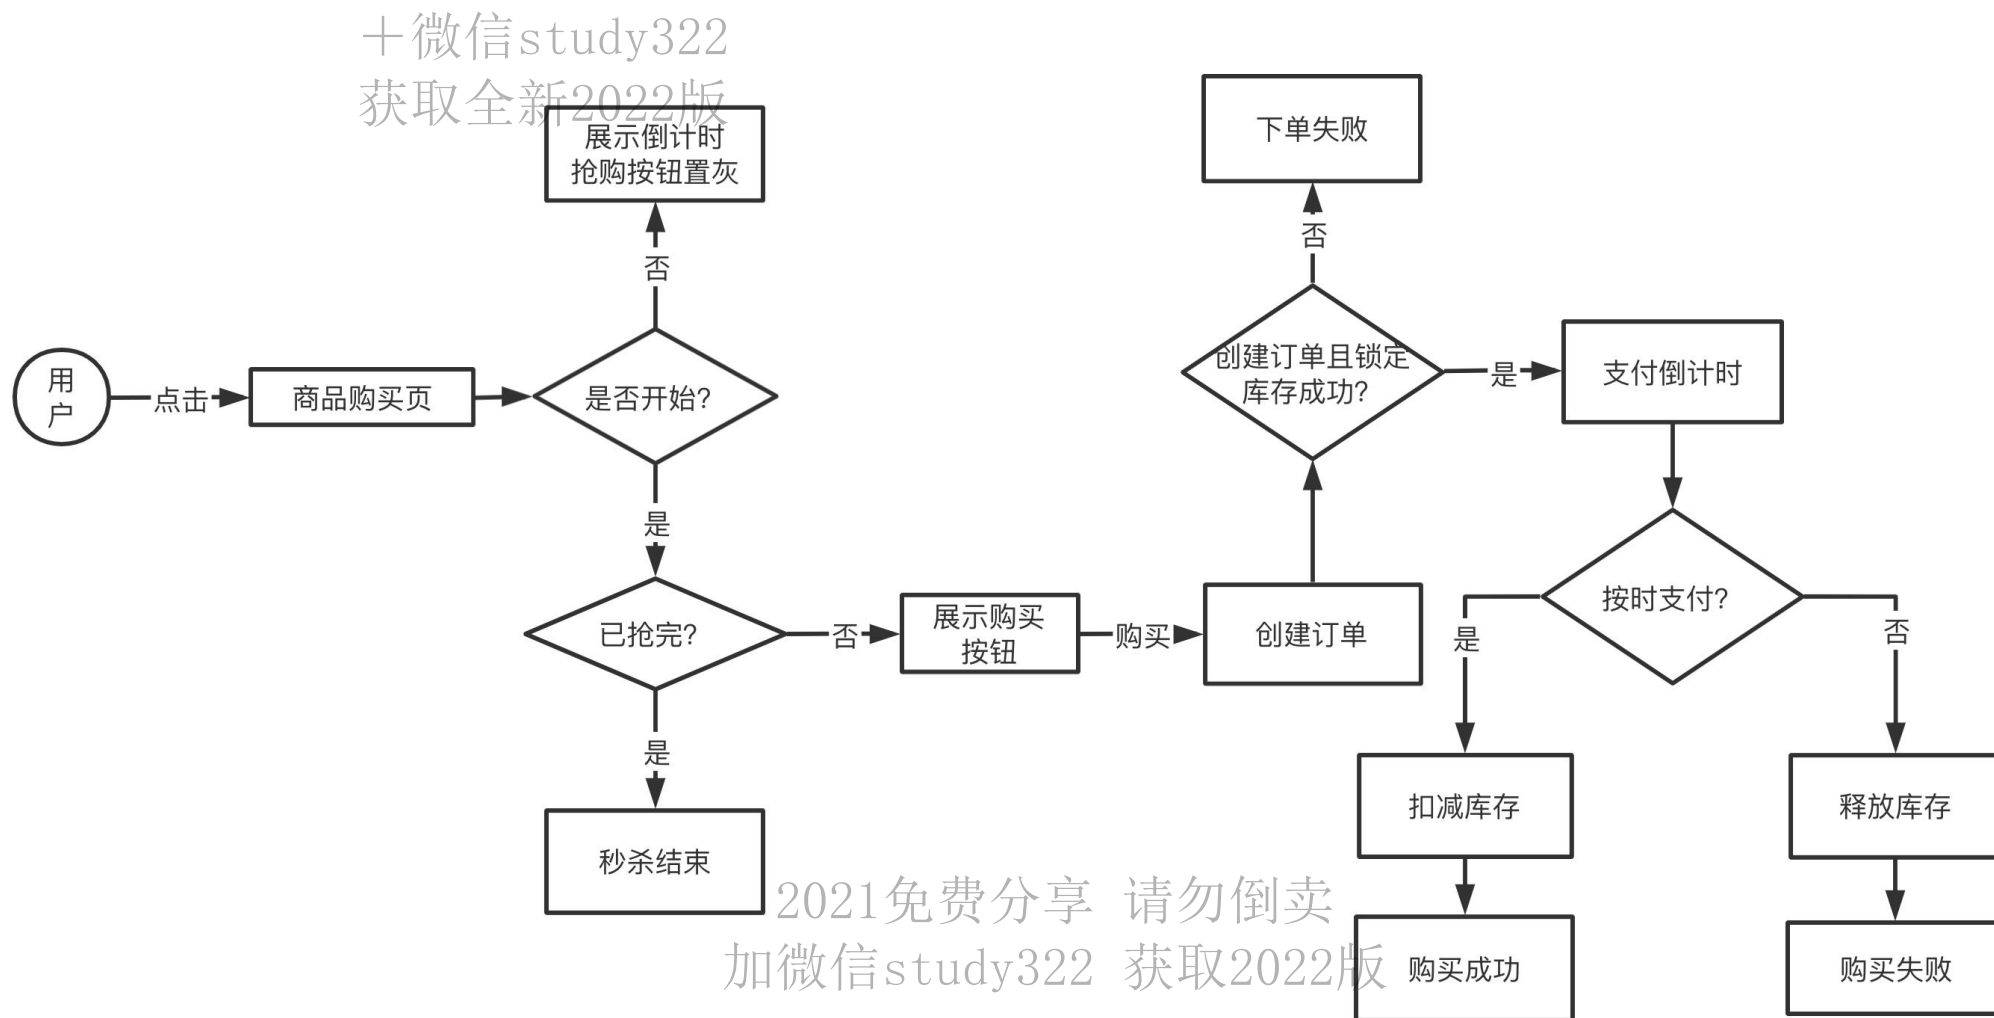 ＋微信study322
获取全新2022版
展示倒计时
抢购按钮置灰
下单失败
否
否
用
户
点击
商品购买页
是否开始?
创建订单且锁定
库存成功?
是
支付倒计时
是
已抢完?
否
展示购买
按钮
购买
创建订单
按时支付?
是
否
是
秒杀结束
扣减库存
释放库存
2021免费分享 请勿倒卖
加微信study322 获取2022版
购买成功
购买失败